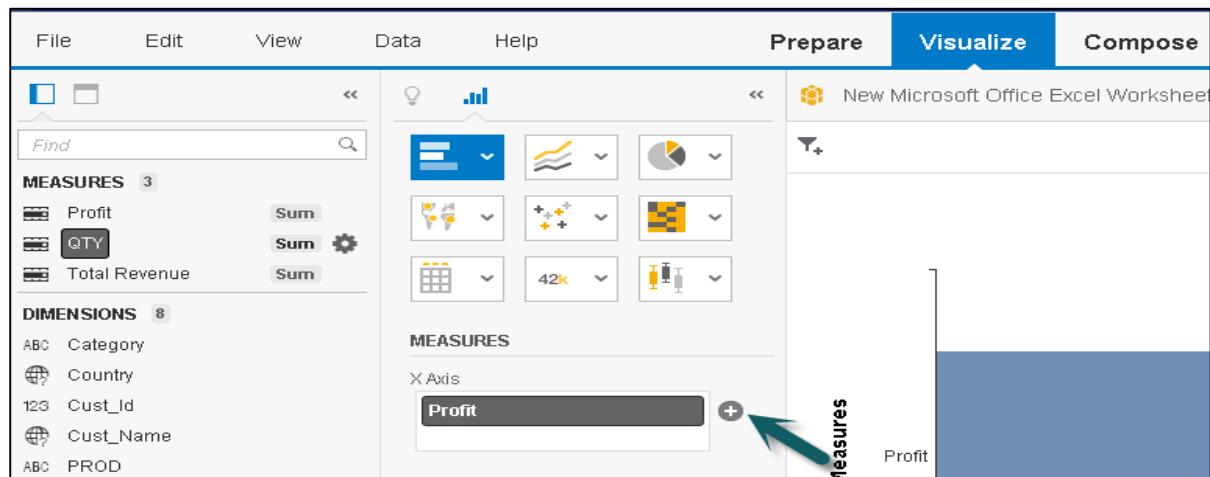 File Edit View Data Help Prepare Visualize Compose
New Microsoft Office Excel Worksheet
Find
MEASURES 3
Profit Sum
QTY Sum
Total Revenue Sum
DIMENSIONS 8
ABC Category
Country
123 Cust_Id
Cust_Name
ABC PROD
42k
MEASURES
X Axis
Profit
Measures
Profit